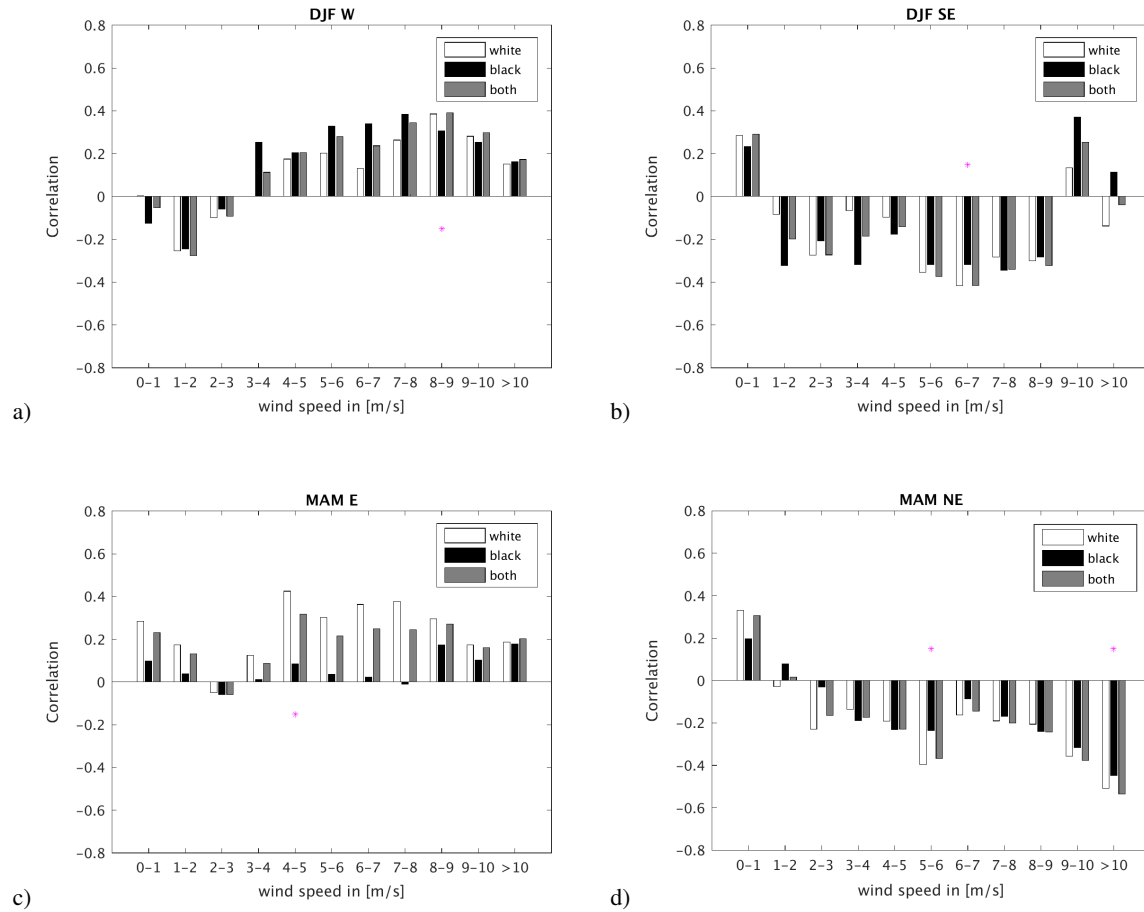 DJF W
0.8
0.6
0.4
0.2
0
−0.2
−0.4
−0.6
−0.8
Correlation
white
black
both
*
0−1 1−2 2−3 3−4 4−5 5−6 6−7 7−8 8−9 9−10 >10
wind speed in [m/s]
a)
DJF SE
0.8
0.6
0.4
0.2
0
−0.2
−0.4
−0.6
−0.8
Correlation
white
black
both
*
0−1 1−2 2−3 3−4 4−5 5−6 6−7 7−8 8−9 9−10 >10
wind speed in [m/s]
b)
MAM E
0.8
0.6
0.4
0.2
0
−0.2
−0.4
−0.6
−0.8
Correlation
white
black
both
*
0−1 1−2 2−3 3−4 4−5 5−6 6−7 7−8 8−9 9−10 >10
wind speed in [m/s]
c)
MAM NE
0.8
0.6
0.4
0.2
0
−0.2
−0.4
−0.6
−0.8
Correlation
white
black
both
* *
0−1 1−2 2−3 3−4 4−5 5−6 6−7 7−8 8−9 9−10 >10
wind speed in [m/s]
d)